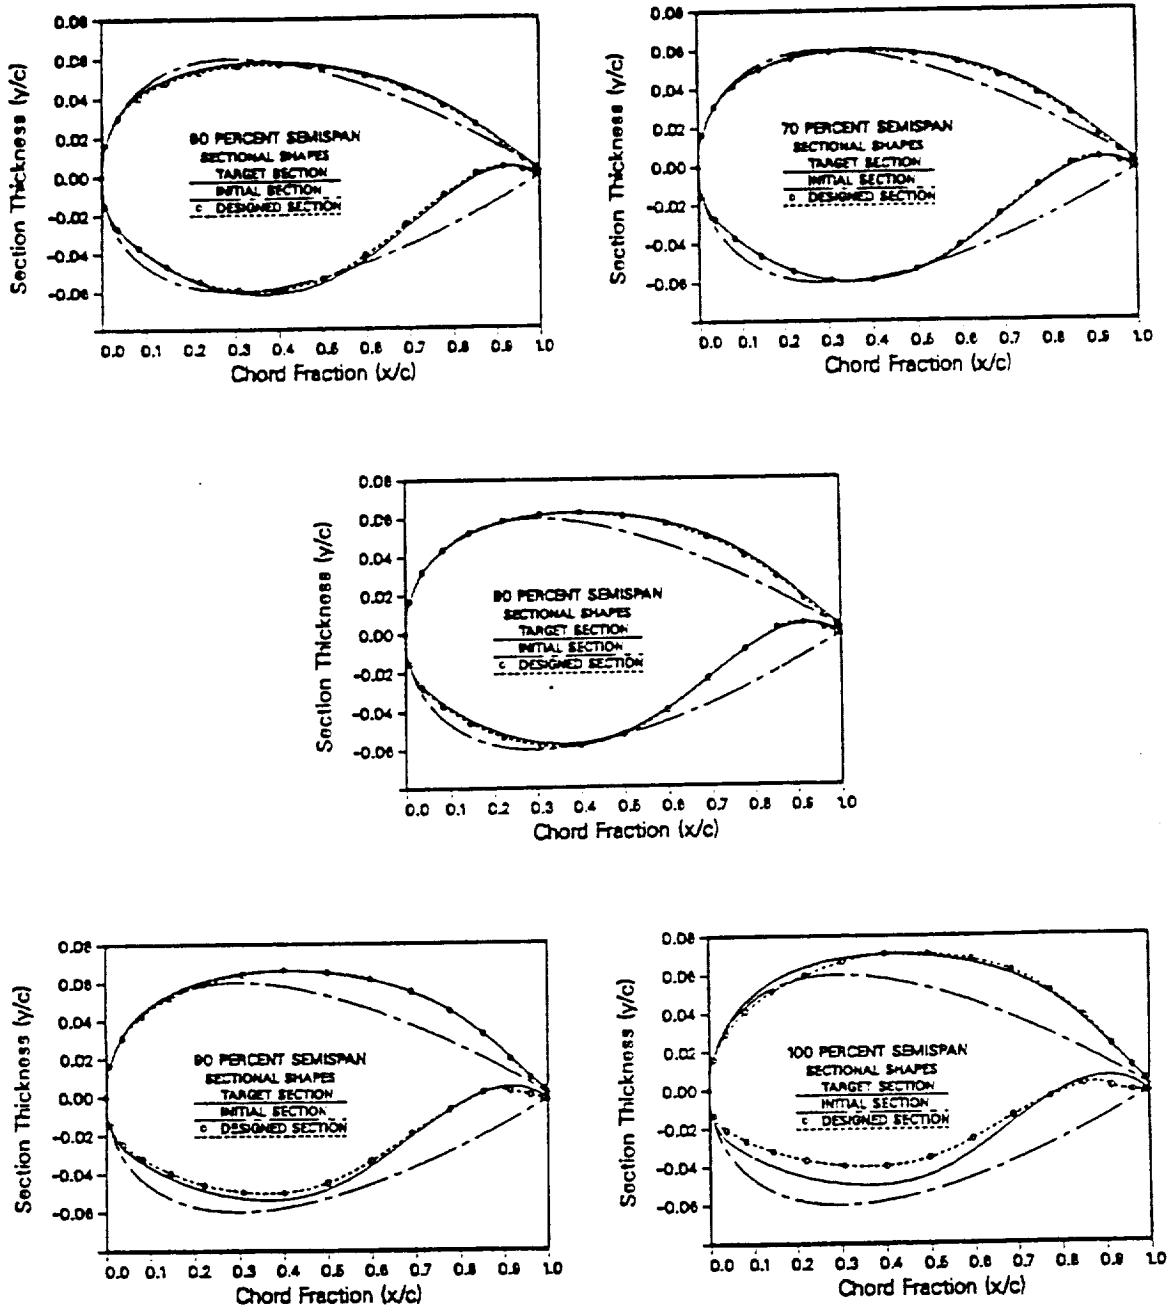 Section Thickness (y/c)
0.08
0.06
0.04
0.02
0.00
-0.02
-0.04
-0.06
60 PERCENT SEMISPAN
SECTIONAL SHAPES
TARGET SECTION
INITIAL SECTION
DESIGNED SECTION
0.0 0.1 0.2 0.3 0.4 0.5 0.6 0.7 0.8 0.9 1.0
Chord Fraction (x/c)
Section Thickness (y/c)
0.08
0.06
0.04
0.02
0.00
-0.02
-0.04
-0.06
70 PERCENT SEMISPAN
SECTIONAL SHAPES
TARGET SECTION
INITIAL SECTION
DESIGNED SECTION
0.0 0.1 0.2 0.3 0.4 0.5 0.6 0.7 0.8 0.9 1.0
Chord Fraction (x/c)
Section Thickness (y/c)
0.08
0.06
0.04
0.02
0.00
-0.02
-0.04
-0.06
80 PERCENT SEMISPAN
SECTIONAL SHAPES
TARGET SECTION
INITIAL SECTION
DESIGNED SECTION
0.0 0.1 0.2 0.3 0.4 0.5 0.6 0.7 0.8 0.9 1.0
Chord Fraction (x/c)
Section Thickness (y/c)
0.08
0.06
0.04
0.02
0.00
-0.02
-0.04
-0.06
90 PERCENT SEMISPAN
SECTIONAL SHAPES
TARGET SECTION
INITIAL SECTION
DESIGNED SECTION
0.0 0.1 0.2 0.3 0.4 0.5 0.6 0.7 0.8 0.9 1.0
Chord Fraction (x/c)
Section Thickness (y/c)
0.08
0.06
0.04
0.02
0.00
-0.02
-0.04
-0.06
100 PERCENT SEMISPAN
SECTIONAL SHAPES
TARGET SECTION
INITIAL SECTION
DESIGNED SECTION
0.0 0.1 0.2 0.3 0.4 0.5 0.6 0.7 0.8 0.9 1.0
Chord Fraction (x/c)